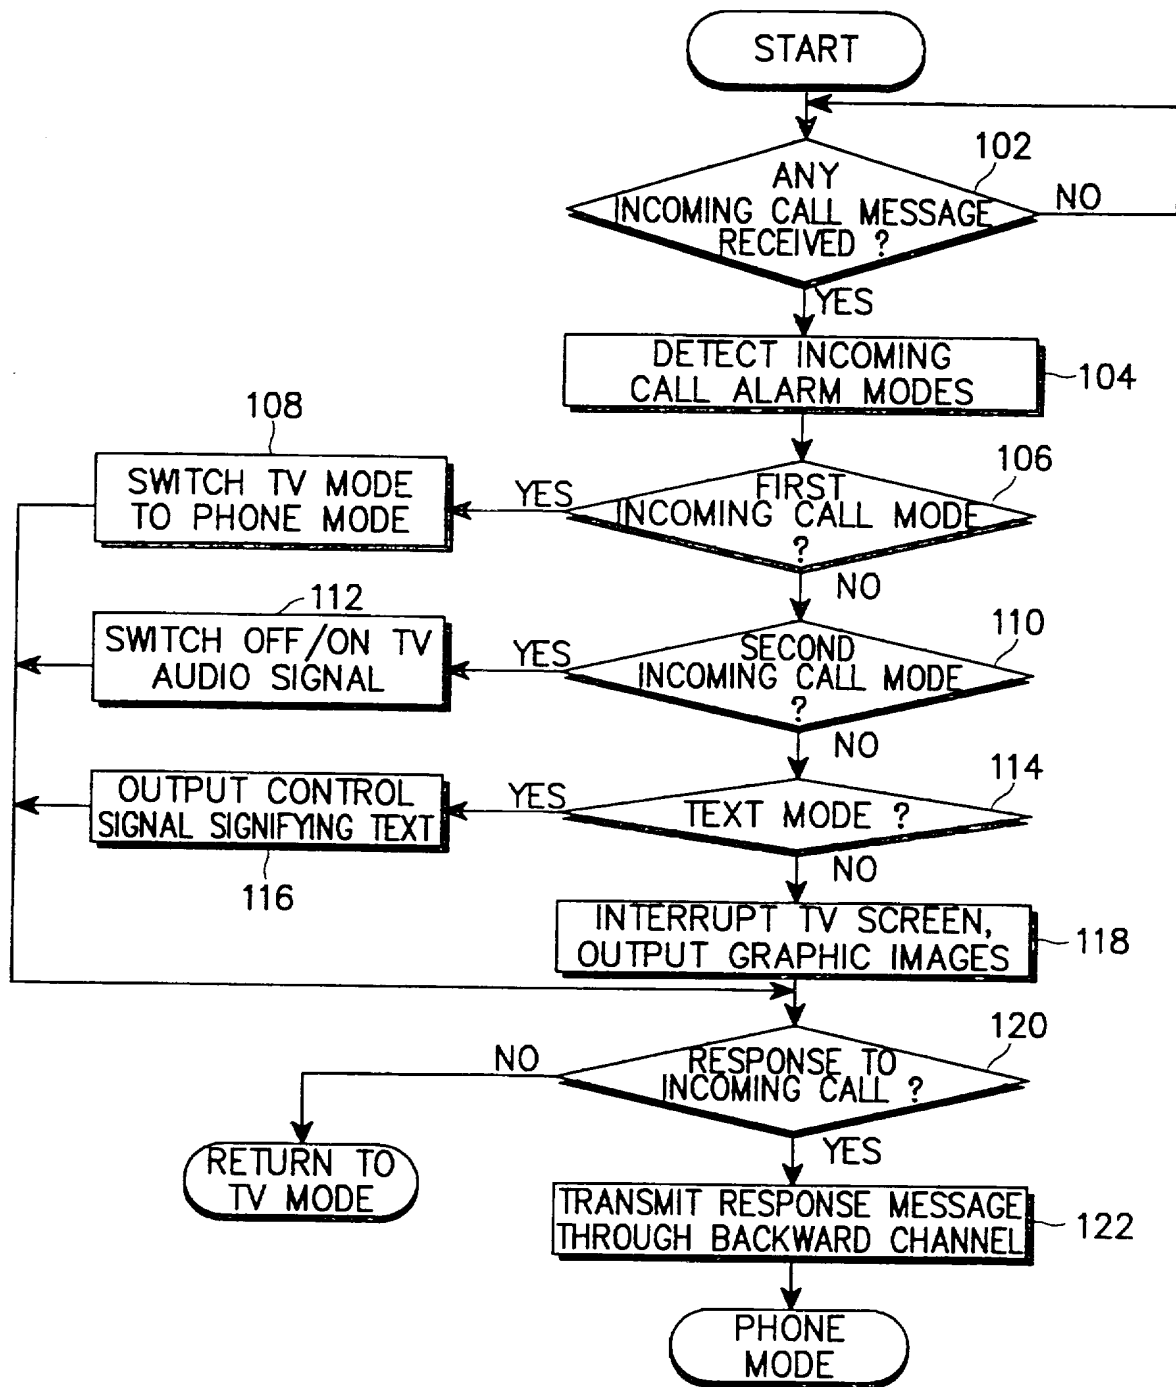 START
102
ANY
INCOMING CALL MESSAGE
RECEIVED ?
NO
YES
DETECT INCOMING
CALL ALARM MODES
104
108
SWITCH TV MODE
TO PHONE MODE
YES
106
FIRST
INCOMING CALL MODE
?
NO
112
SWITCH OFF/ON TV
AUDIO SIGNAL
YES
110
SECOND
INCOMING CALL MODE
?
NO
114
OUTPUT CONTROL
SIGNAL SIGNIFYING TEXT
116
YES
TEXT MODE ?
NO
INTERRUPT TV SCREEN,
OUTPUT GRAPHIC IMAGES
118
120
RESPONSE TO
INCOMING CALL ?
NO
YES
RETURN TO
TV MODE
TRANSMIT RESPONSE MESSAGE
THROUGH BACKWARD CHANNEL
122
PHONE
MODE